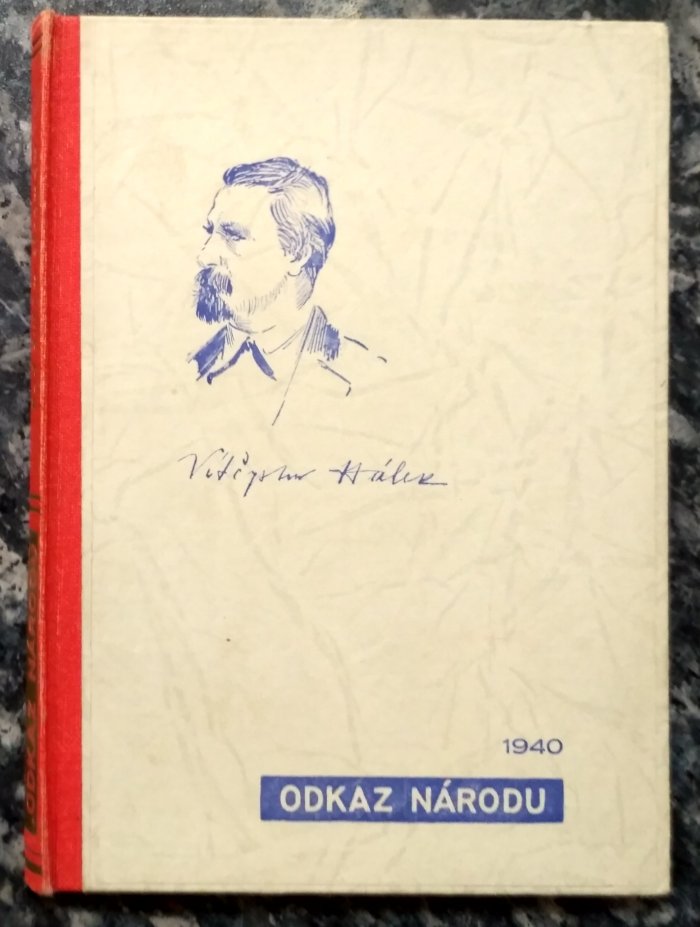 Vítězslav Hálek
1940
ODKAZ NÁRODU
ODKAZ NÁRODU